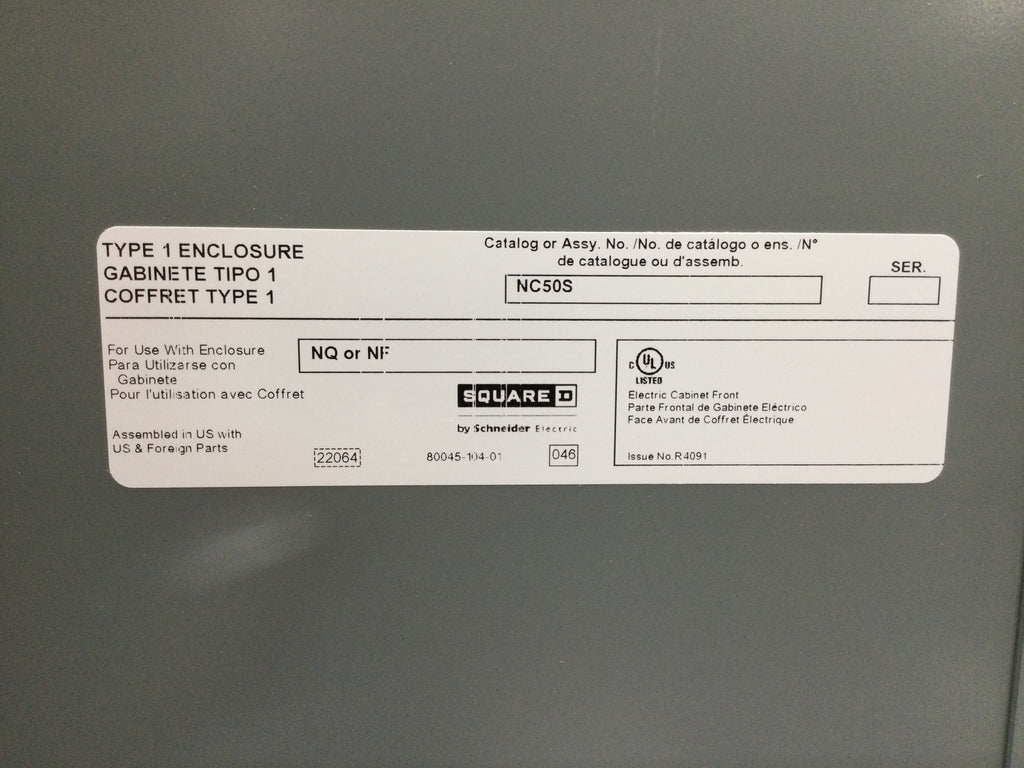 TYPE 1 ENCLOSURE
GABINETE TIPO 1
COFFRET TYPE 1
Catalog or Assy. No. /No. de catálogo o ens. /N°
de catalogue ou d'assemb.
NC50S
SER.
For Use With Enclosure
Para Utilizarse con
Gabinete
Pour l'utilisation avec Coffret
NQ or NF
SQUARE D
by Schneider Electric
Assembled in US with
US & Foreign Parts
22064
80045-104-01
046
C UL US
LISTED
Electric Cabinet Front
Parte Frontal de Gabinete Eléctrico
Face Avant de Coffret Électrique
Issue No.R4091